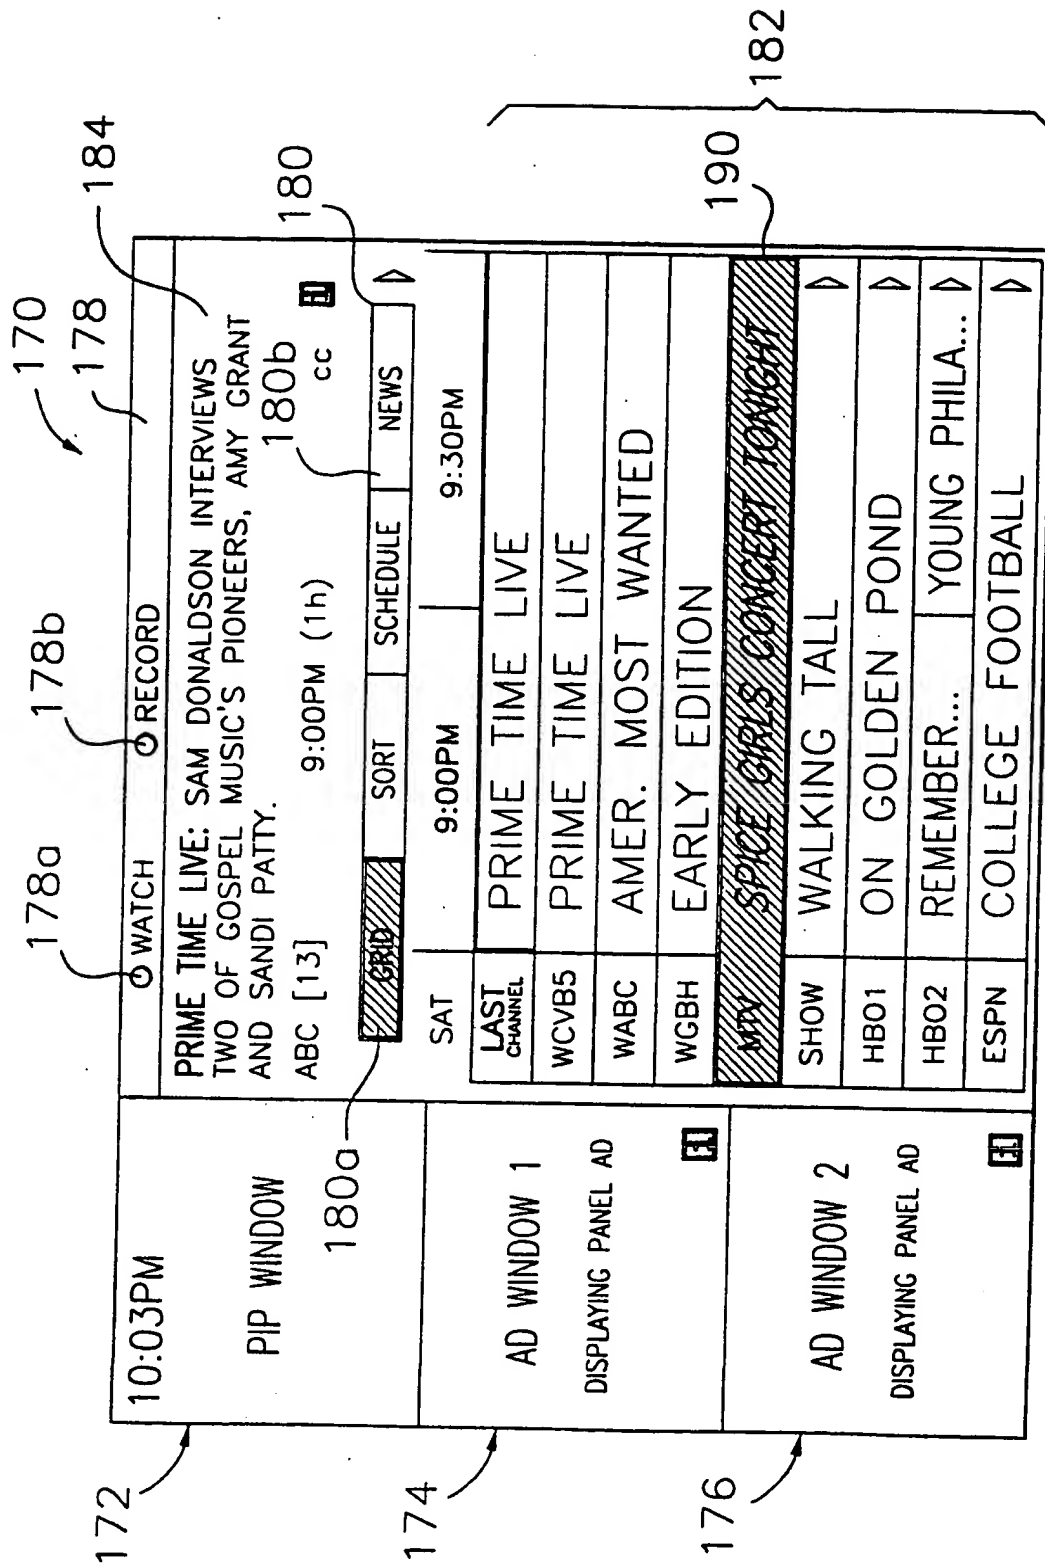 170
178a
178b
178
184
WATCH
RECORD
10:03PM
PIP WINDOW
172
PRIME TIME LIVE: SAM DONALDSON INTERVIEWS
TWO OF GOSPEL MUSIC'S PIONEERS, AMY GRANT
AND SANDI PATTY.
ABC [13] 9:00PM (1h) CC
180a
180b
180
GRID SORT SCHEDULE NEWS
SAT 9:00PM 9:30PM
174
AD WINDOW 1
DISPLAYING PANEL AD
176
AD WINDOW 2
DISPLAYING PANEL AD
LAST CHANNEL PRIME TIME LIVE
WCVB5 PRIME TIME LIVE
WABC AMER. MOST WANTED
WGBH EARLY EDITION
MTV SPICE GIRLS CONCERT TONIGHT
190
182
SHOW WALKING TALL
HBO1 ON GOLDEN POND
HBO2 REMEMBER... YOUNG PHILA...
ESPN COLLEGE FOOTBALL